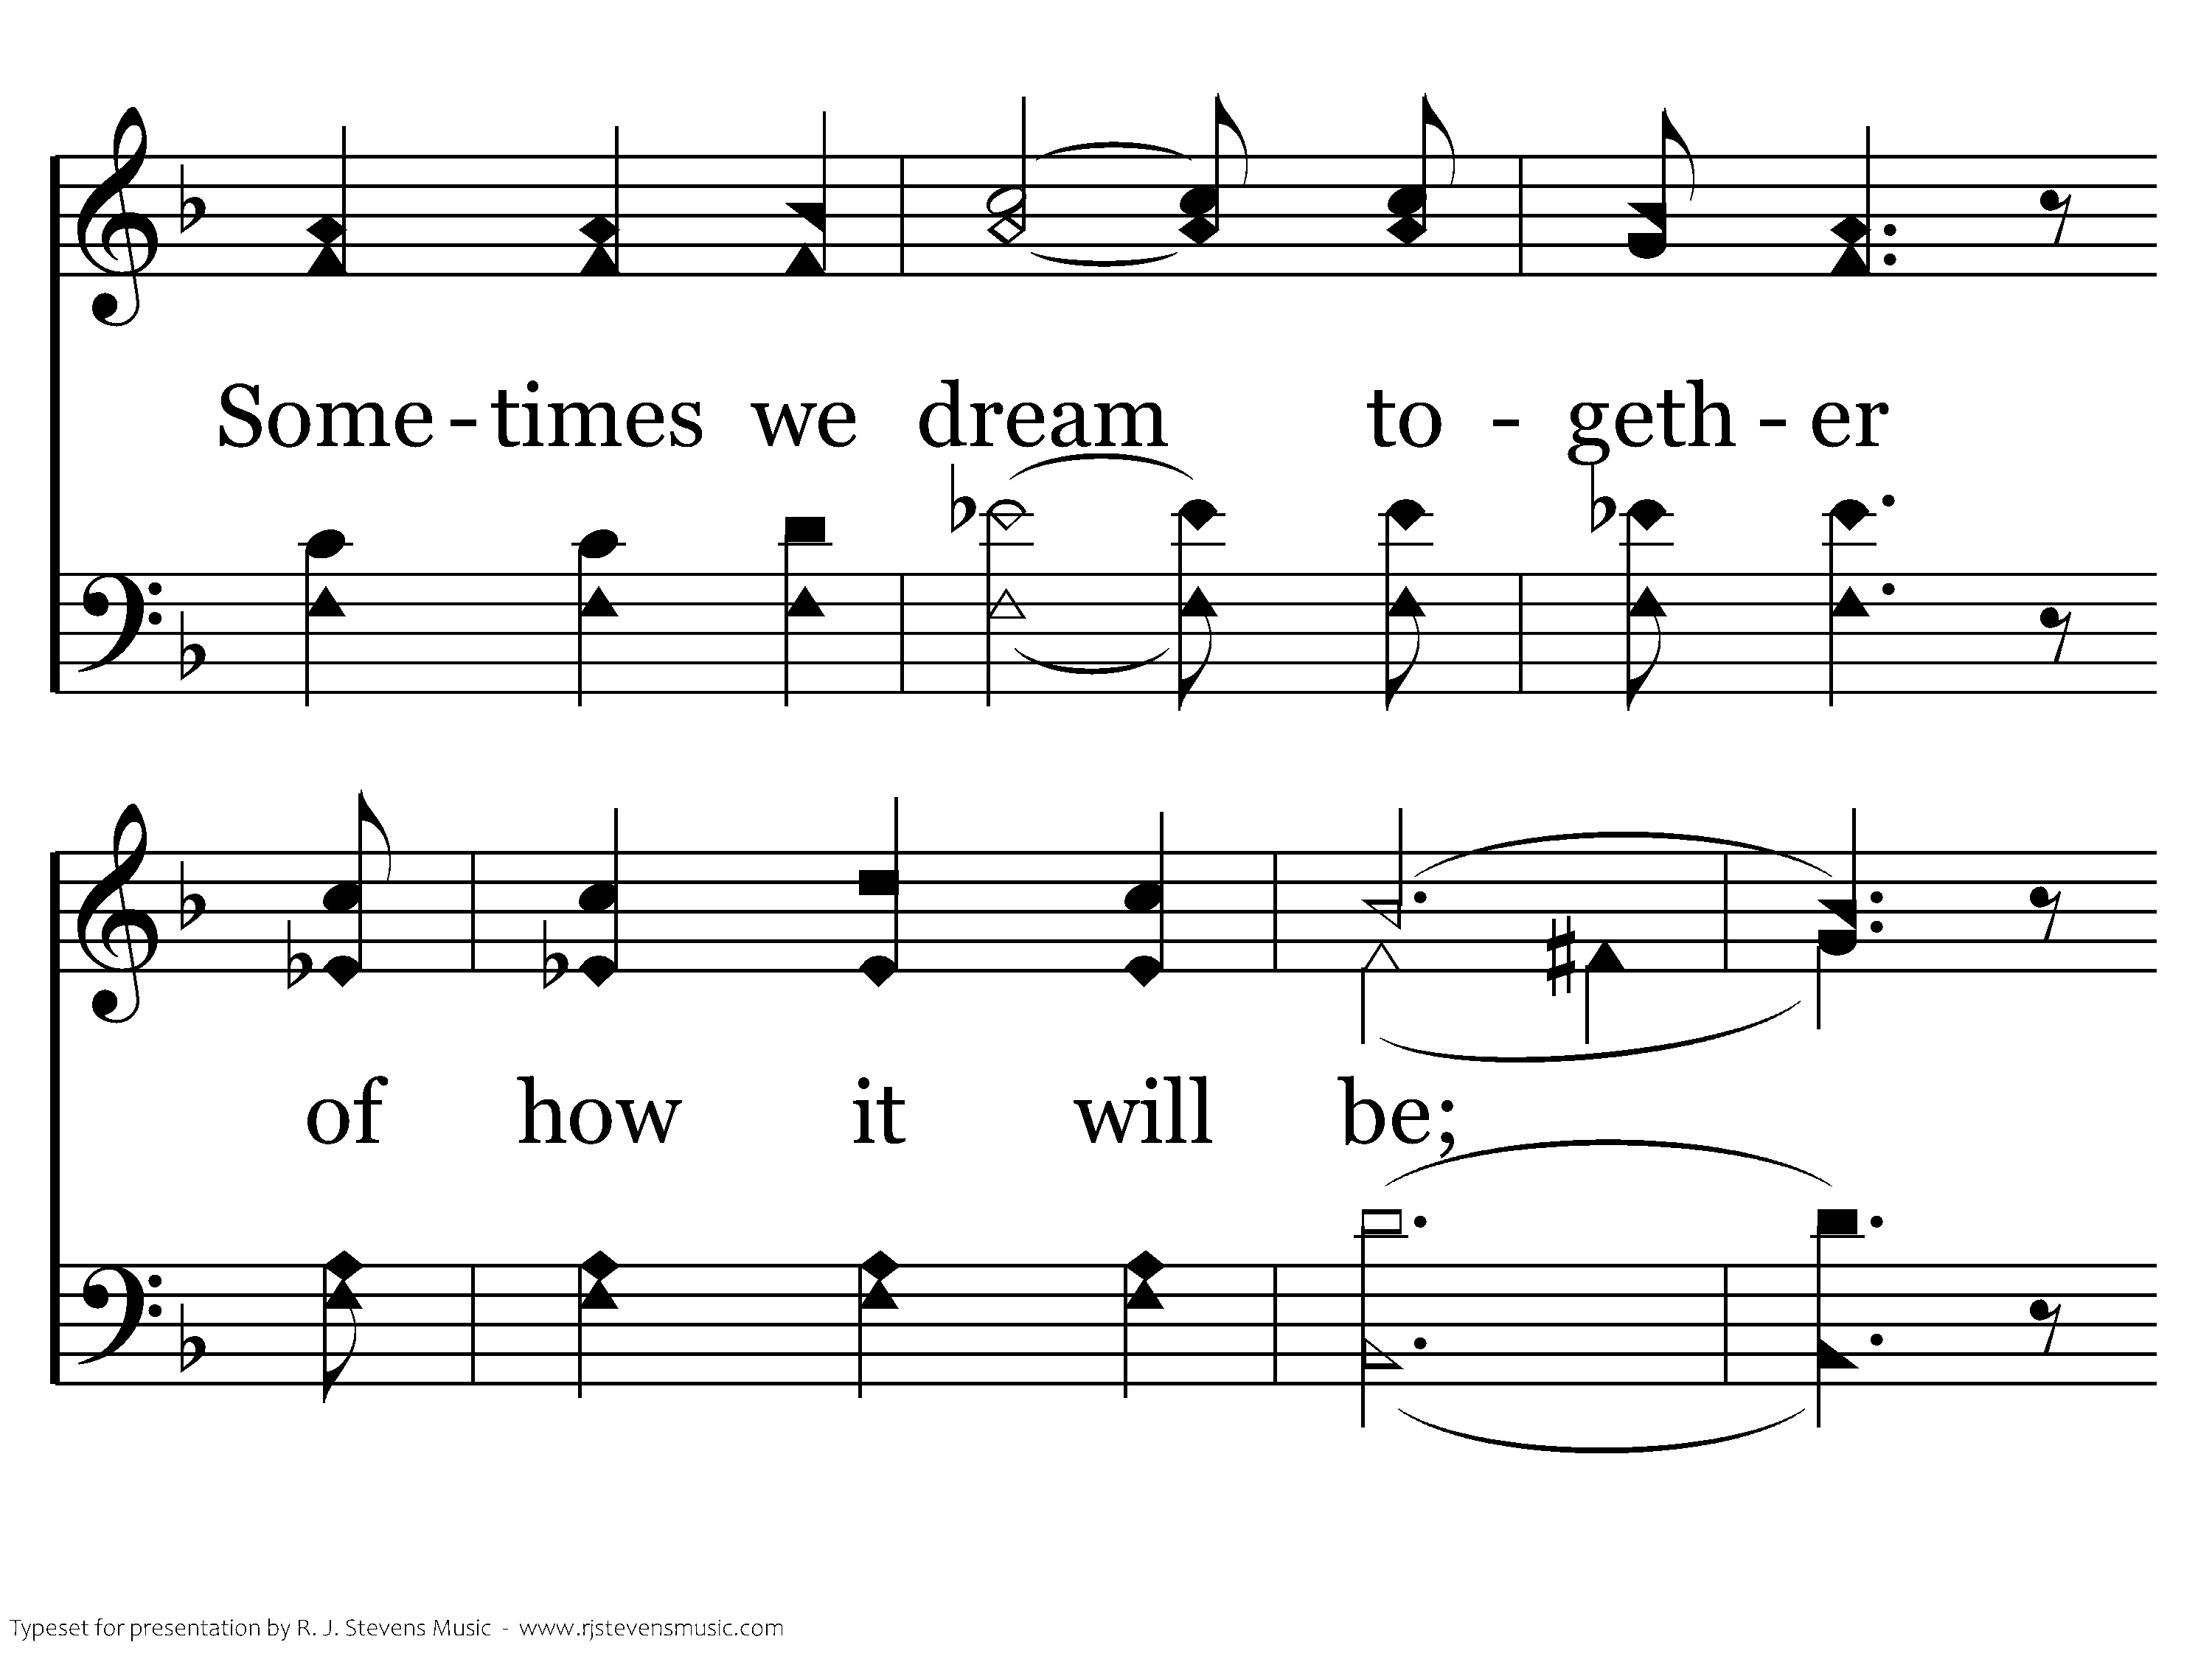 Some - times we dream to - geth - er
of how it will be;
Typeset for presentation by R. J. Stevens Music - www.rjstevensmusic.com